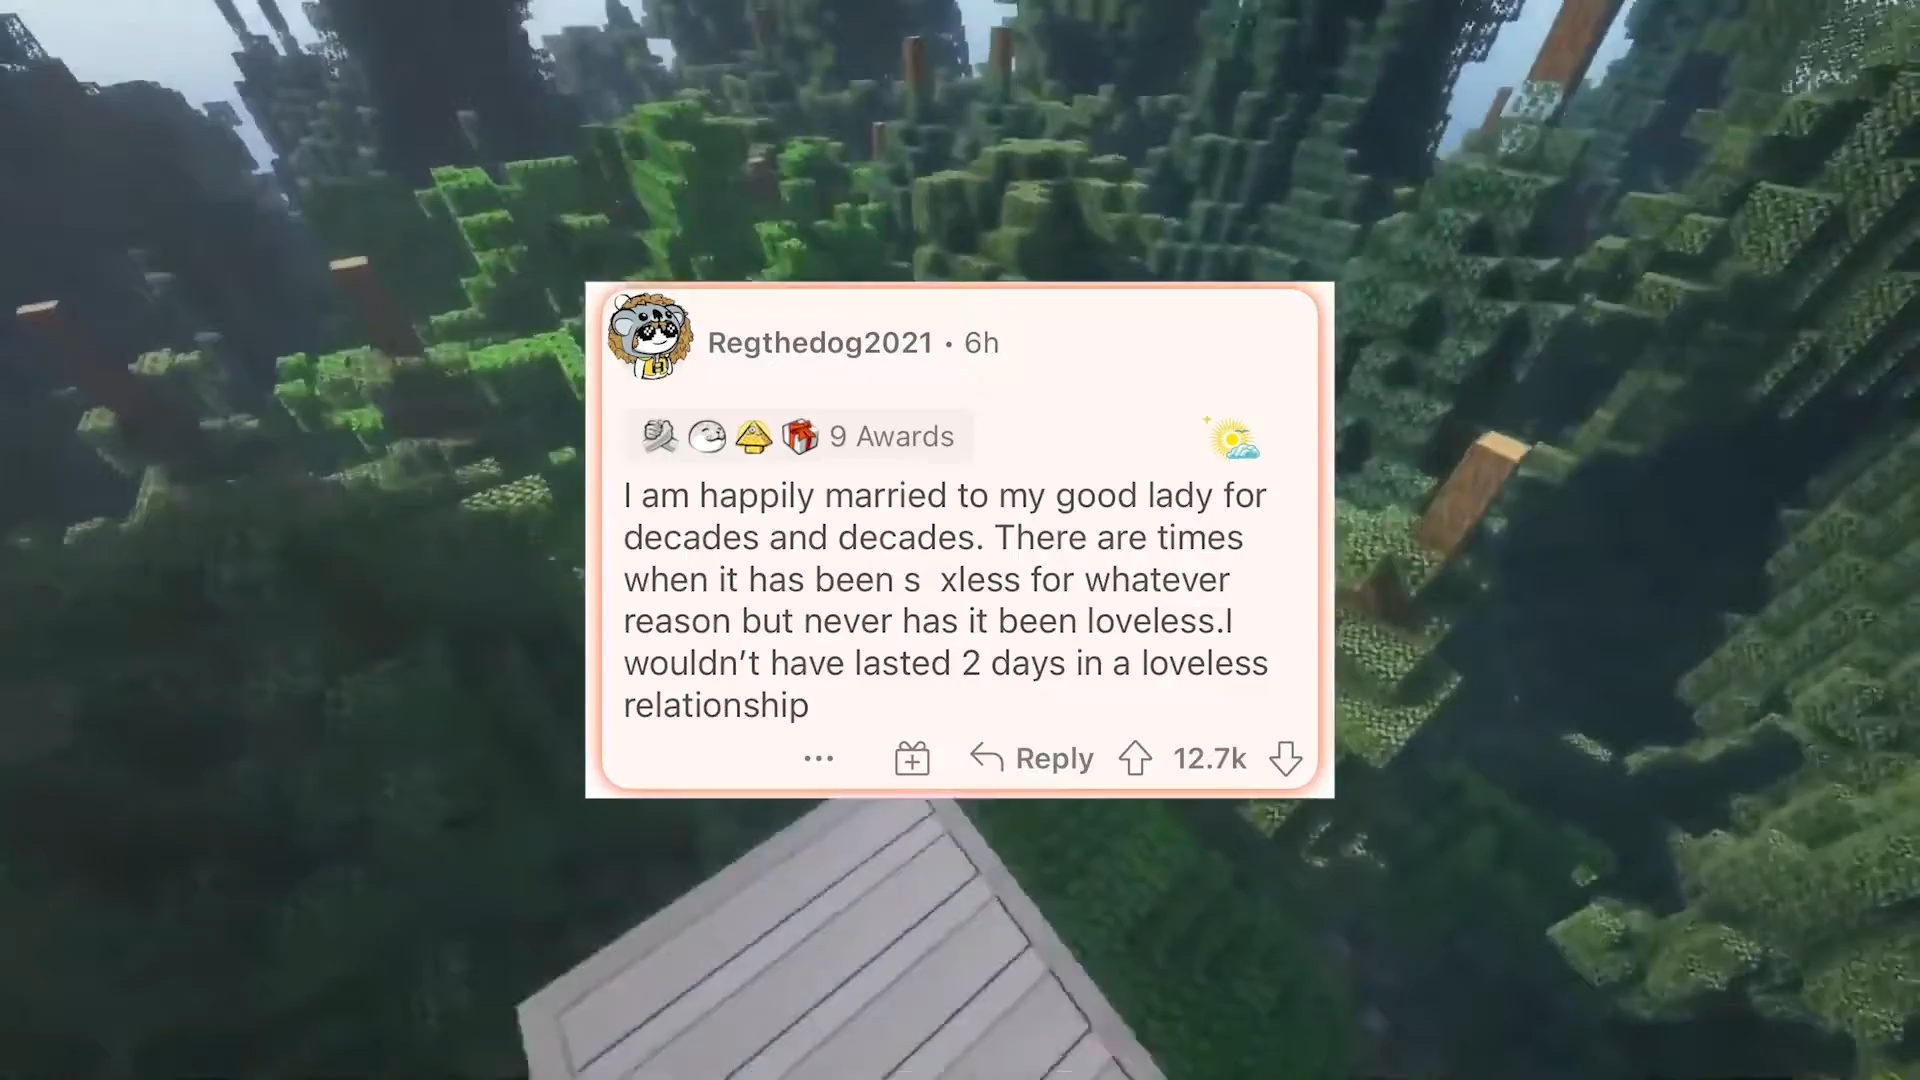 Regthedog2021 • 6h
9 Awards
I am happily married to my good lady for
decades and decades. There are times
when it has been s xless for whatever
reason but never has it been loveless.I
wouldn’t have lasted 2 days in a loveless
relationship
Reply 12.7k